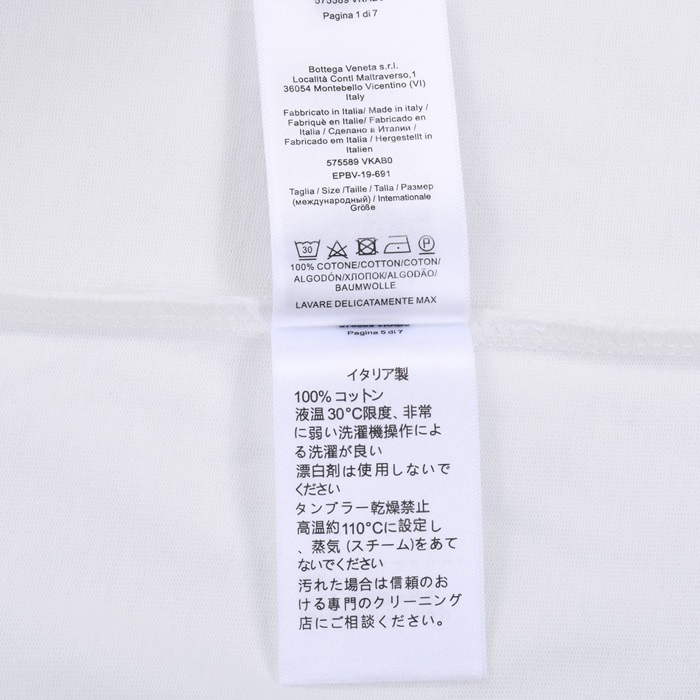 575589 VKAB0
Pagina 1 di 7
Bottega Veneta s.r.l.
Località Conti Maltraverso,1
36054 Montebello Vicentino (VI)
Italy
Fabbricato in Italia/ Made in italy /
Fabriqué en Italie/ Fabricado en
Italia / Сделано в Италии /
Fabricado em Italia / Hergestellt in
Italien
575589 VKAB0
EPBV-19-691
Taglia / Size /Taille / Talia / Размер
(международный) / Internationale
Größe
30
P
100% COTONE/COTTON/COTON/
ALGODÓN/ХЛОПОК/ALGODÃO/
BAUMWOLLE
LAVARE DELICATAMENTE MAX
575589 VKAB0
Pagina 5 di 7
イタリア製
100% コットン
液温30°C限度、非常
に弱い洗濯機操作によ
る洗濯が良い
漂白剤は使用しないで
ください
タンブラー乾燥禁止
高温約110°Cに設定し
、蒸気 (スチーム)をあて
ないでください
汚れた場合は信頼のお
ける専門のクリーニング
店にご相談ください。